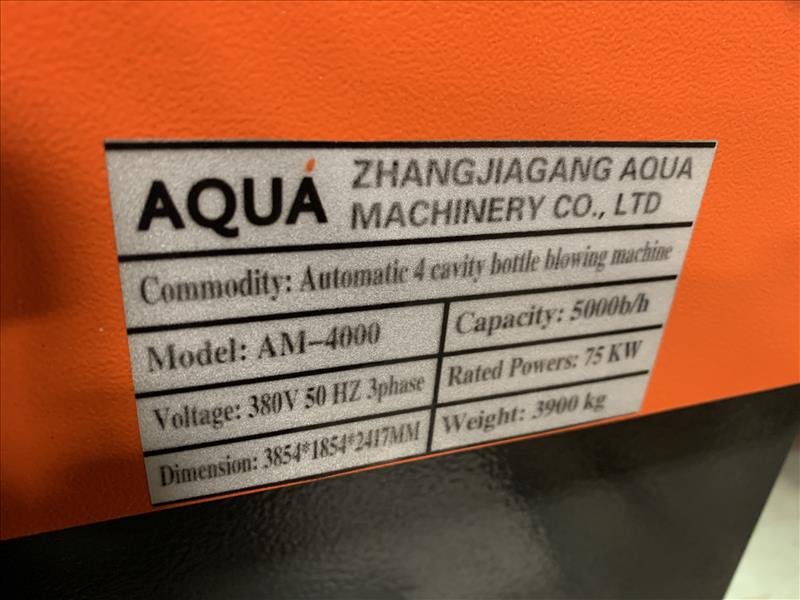 AQUA
ZHANGJIAGANG AQUA
MACHINERY CO., LTD
Commodity: Automatic 4 cavity bottle blowing machine
Model: AM-4000
Capacity: 5000b/h
Voltage: 380V 50 HZ 3phase
Rated Powers: 75 KW
Dimension: 3854*1854*2417MM
Weight: 3900 kg